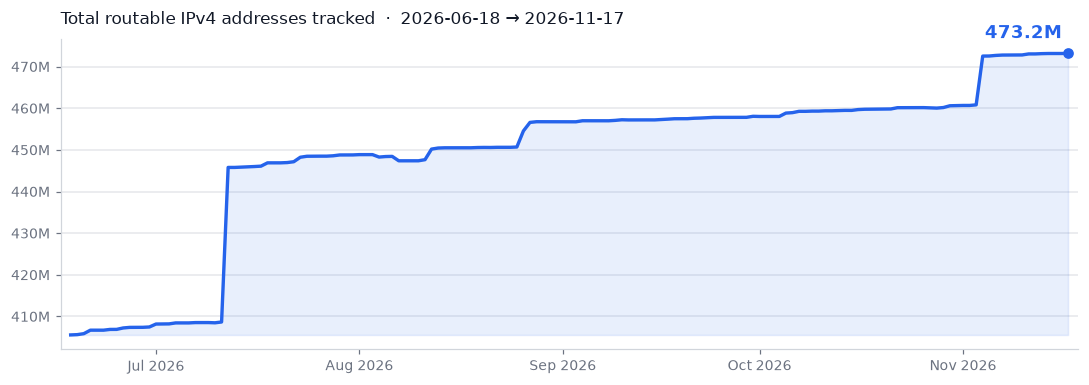 Total routable IPv4 addresses tracked · 2026-06-18 → 2026-11-17
473.2M
470M
460M
450M
440M
430M
420M
410M
Jul 2026
Aug 2026
Sep 2026
Oct 2026
Nov 2026